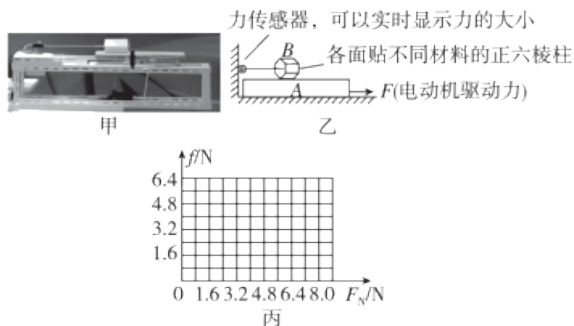 力传感器，可以实时显示力的大小
B
各面贴不同材料的正六棱柱
A
F(电动机驱动力)
甲
乙
f/N
6.4
4.8
3.2
1.6
0 1.6 3.2 4.8 6.4 8.0 F_N/N
丙